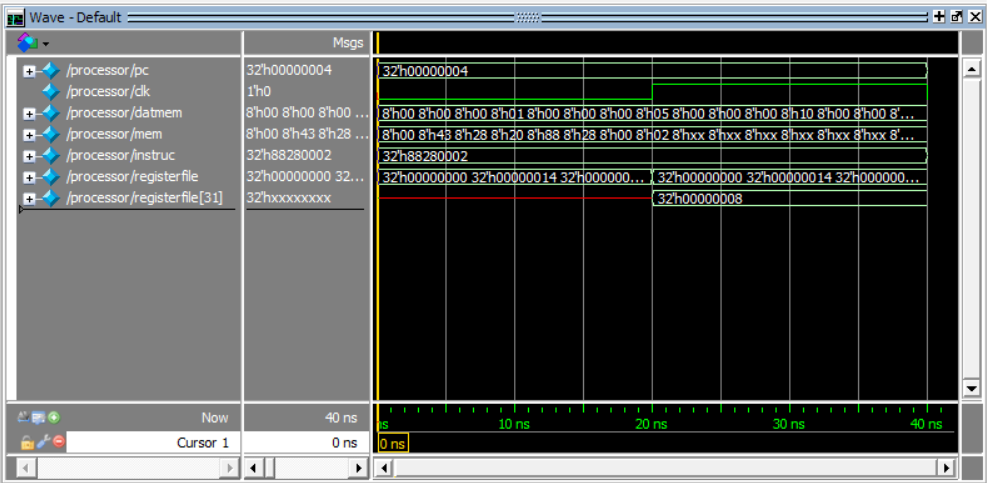 Wave - Default
Msgs
/processor/pc 32'h00000004 32'h00000004
/processor/clk 1'h0
/processor/datmem 8'h00 8'h00 8'h00 ... 8'h00 8'h00 8'h00 8'h01 8'h00 8'h00 8'h00 8'h05 8'h00 8'h00 8'h00 8'h10 8'h00 8'h00 8'...
/processor/mem 8'h00 8'h43 8'h28 ... 8'h00 8'h43 8'h28 8'h20 8'h88 8'h28 8'h00 8'h02 8'hxx 8'hxx 8'hxx 8'hxx 8'hxx 8'hxx 8'...
/processor/instruc 32'h88280002 32'h88280002
/processor/registerfile 32'h00000000 32... 32'h00000000 32'h00000014 32'h000000... 32'h00000000 32'h00000014 32'h000000...
/processor/registerfile[31] 32'hxxxxxxxx 32'h00000008
Now 40 ns ns 10 ns 20 ns 30 ns 40 ns
Cursor 1 0 ns 0 ns